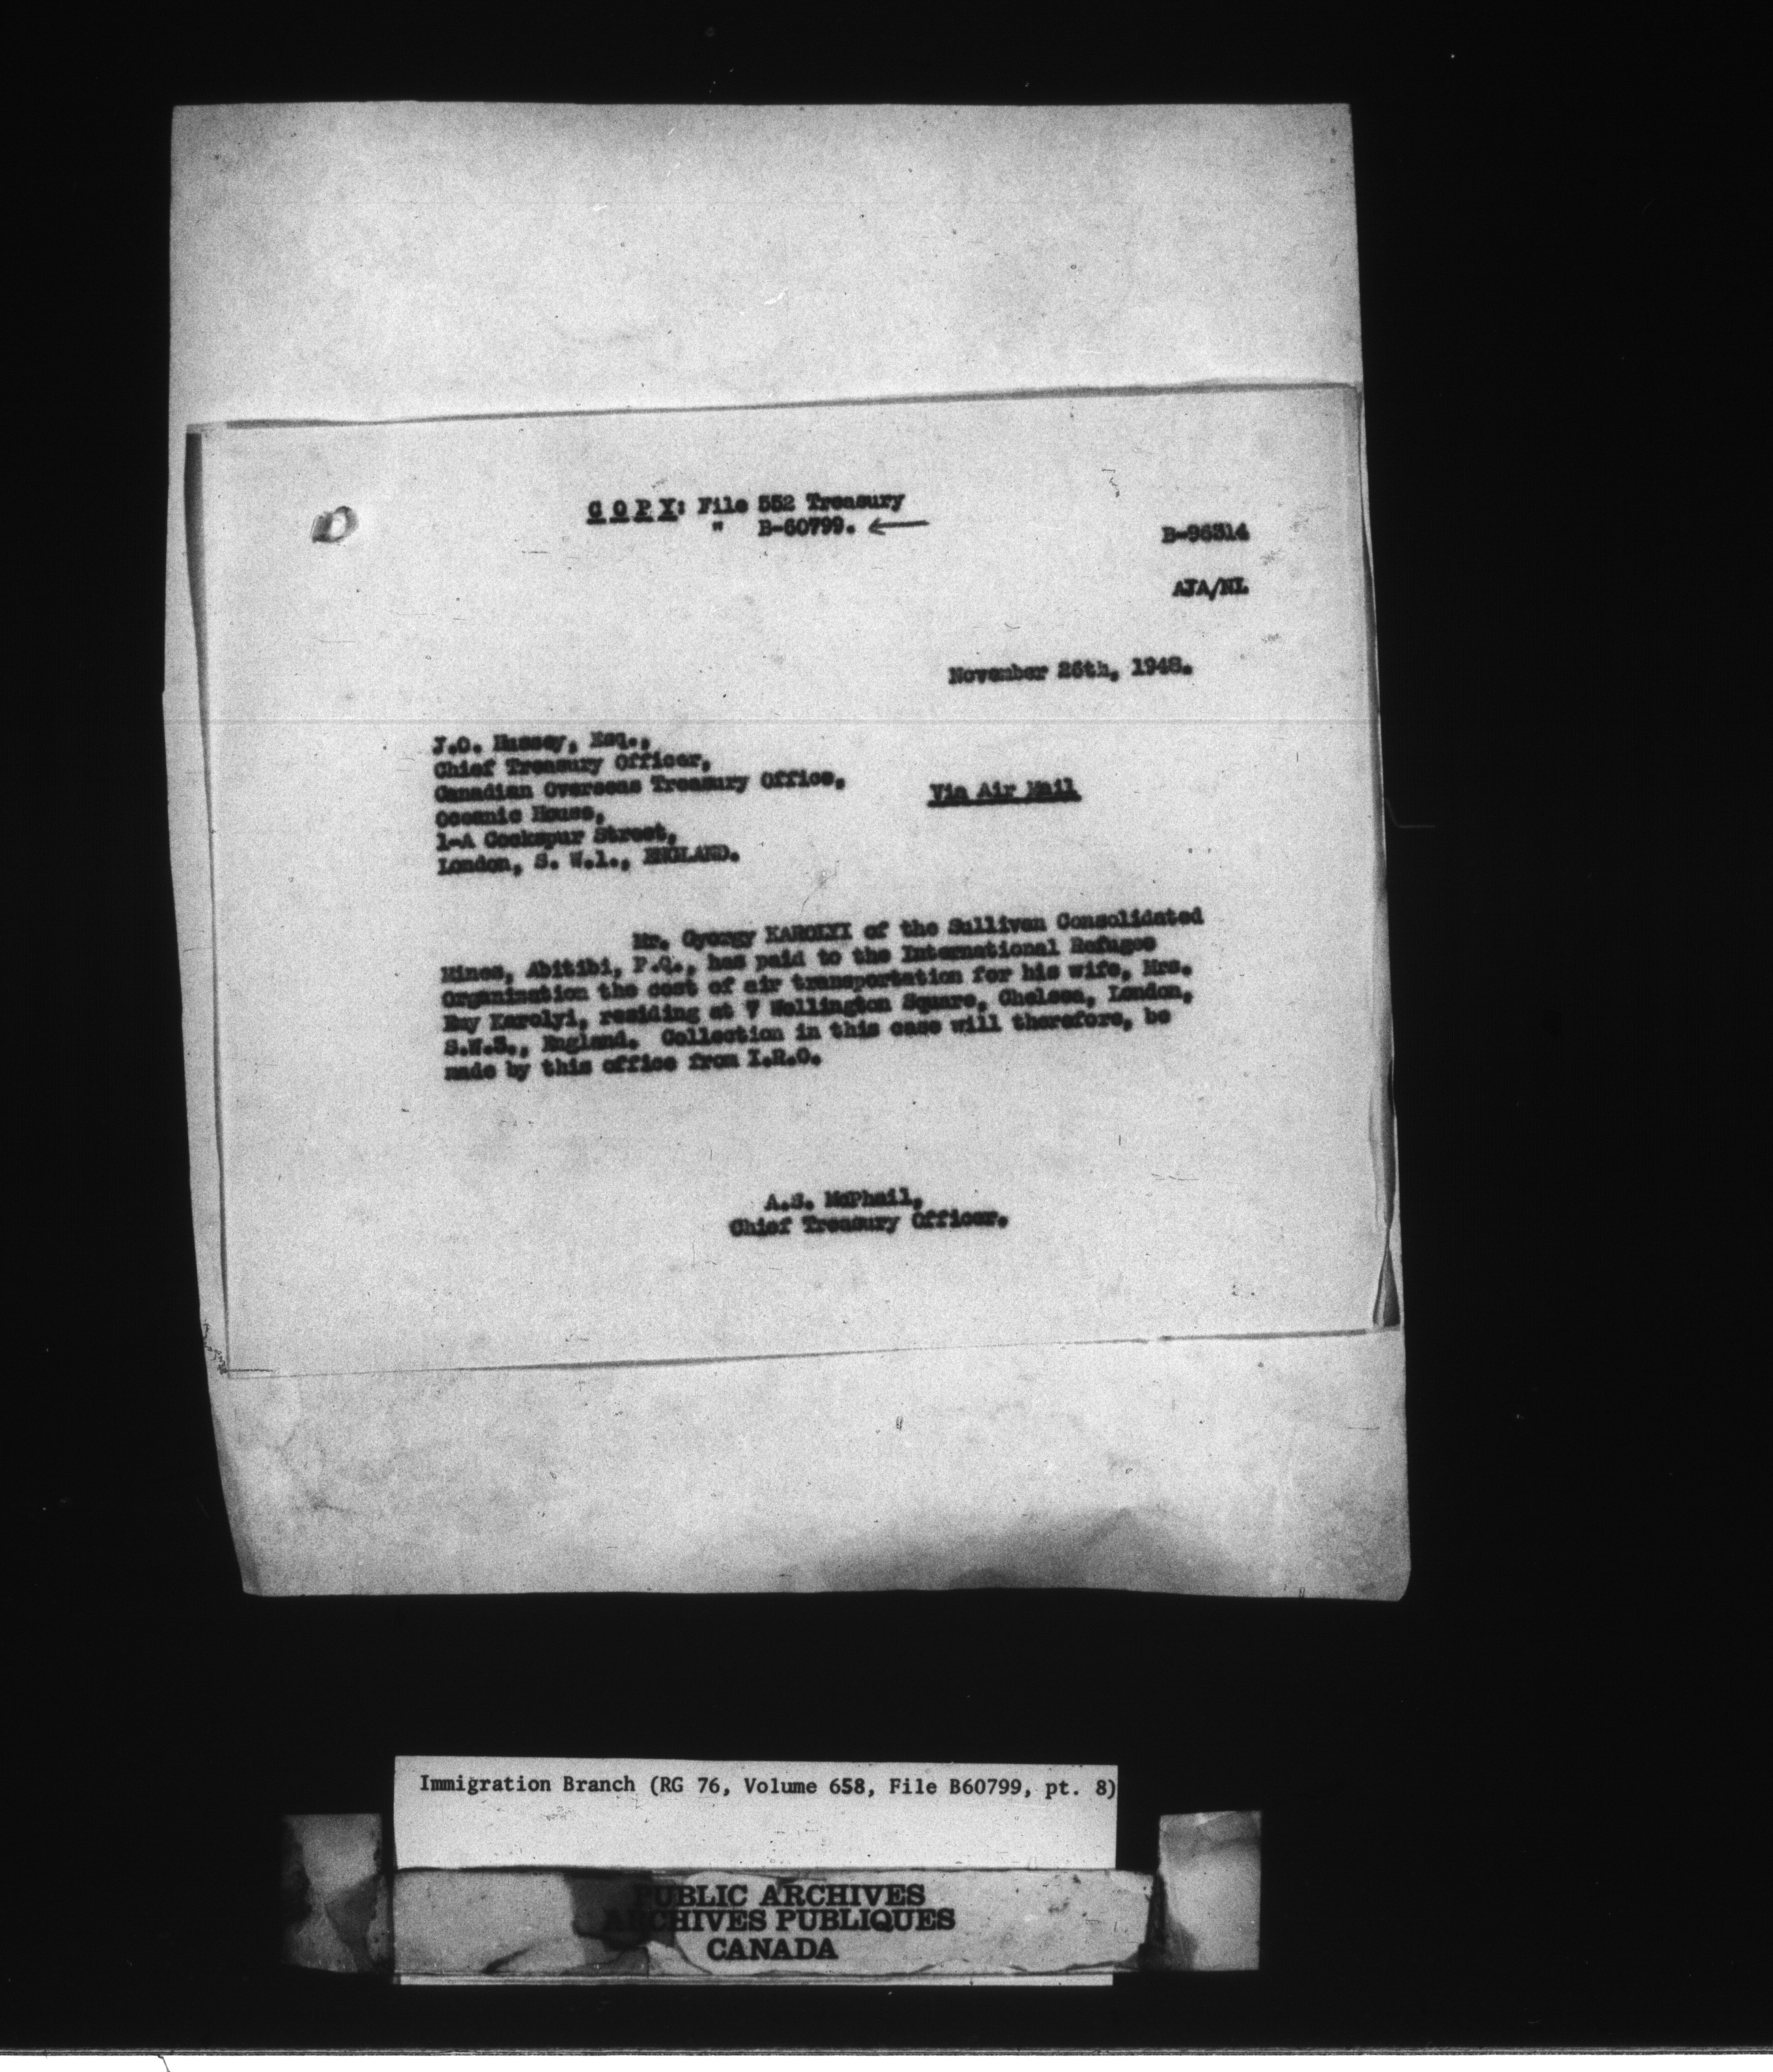 C O P Y: File 552 Treasury
" B-60799.
B-96314
AJA/NL
November 26th, 1948.
J.C. Hussey, Esq.,
Chief Treasury Officer,
Canadian Overseas Treasury Office,
Oceanic House,
1-A Cockspur Street,
London, S. W.1., ENGLAND.
Via Air Mail
Mr. Gyorgy KAROLYI of the Sullivan Consolidated
Mines, Abitibi, P.Q., has paid to the International Refugee
Organization the cost of air transportation for his wife, Mrs.
Karolyi, residing at 7 Wellington Square, Chelsea, London,
S.W.3., England. Collection in this case will therefore, be
made by this office from I.R.O.
A.S. McPhail,
Chief Treasury Officer.
Immigration Branch (RG 76, Volume 658, File B60799, pt. 8)
PUBLIC ARCHIVES
ARCHIVES PUBLIQUES
CANADA